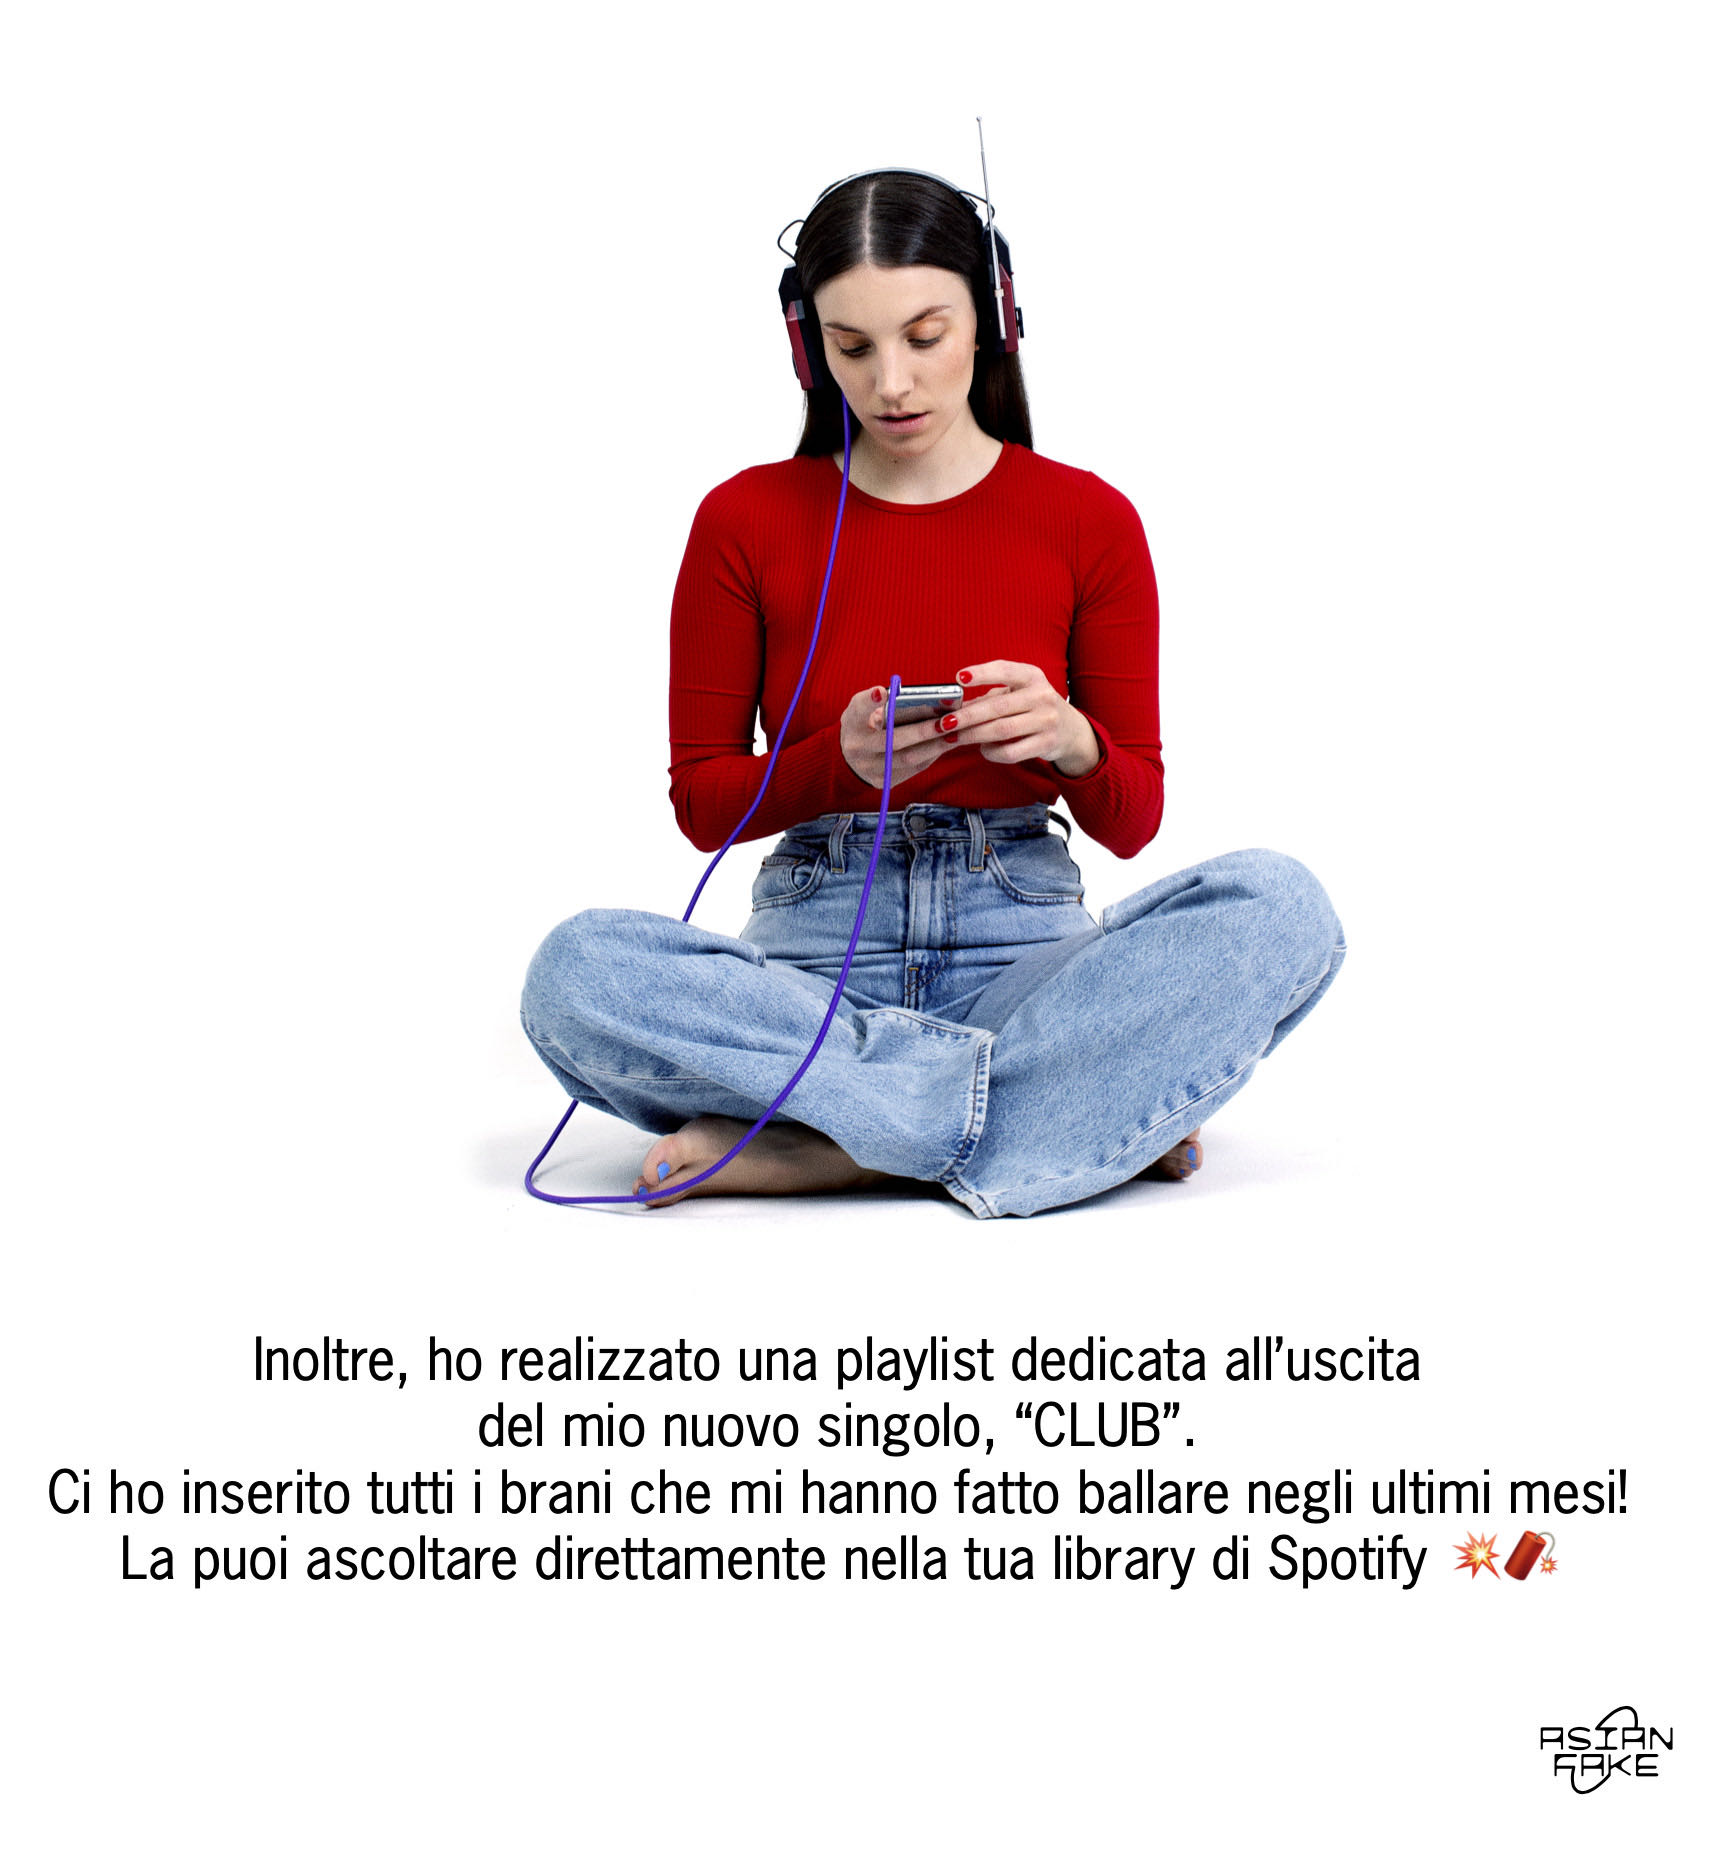 Inoltre, ho realizzato una playlist dedicata all’uscita
del mio nuovo singolo, “CLUB”.
Ci ho inserito tutti i brani che mi hanno fatto ballare negli ultimi mesi!
La puoi ascoltare direttamente nella tua library di Spotify 💥🧨
ASIAN
FAKE